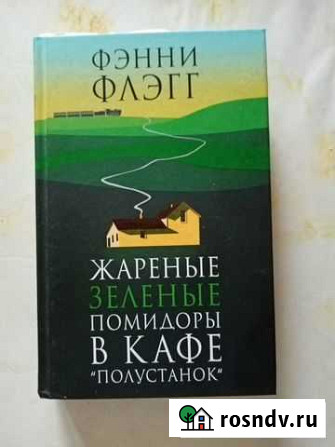 ФЭННИ
ФЛЭГГ
ЖАРЕНЫЕ
ЗЕЛЕНЫЕ
ПОМИДОРЫ
В КАФЕ
"ПОЛУСТАНОК"
rosndv.ru